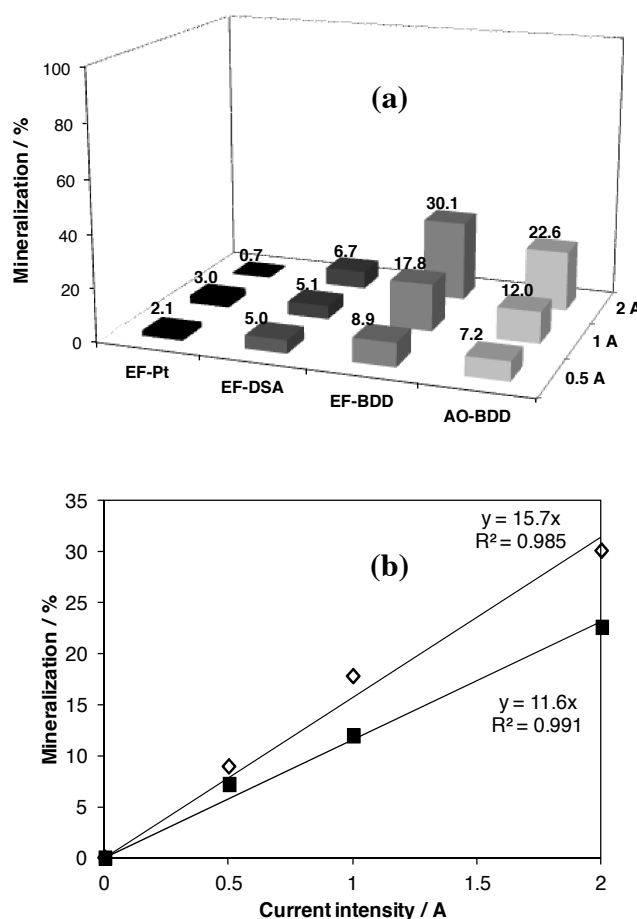 (a)
Mineralization / %
100
80
60
40
20
0
30.1
22.6
6.7
17.8
0.7
12.0
3.0
5.1
2.1
5.0
8.9
7.2
2 A
1 A
0.5 A
EF-Pt
EF-DSA
EF-BDD
AO-BDD
(b)
Mineralization / %
35
30
25
20
15
10
5
0
y = 15.7x
R² = 0.985
y = 11.6x
R² = 0.991
0 0.5 1 1.5 2
Current intensity / A